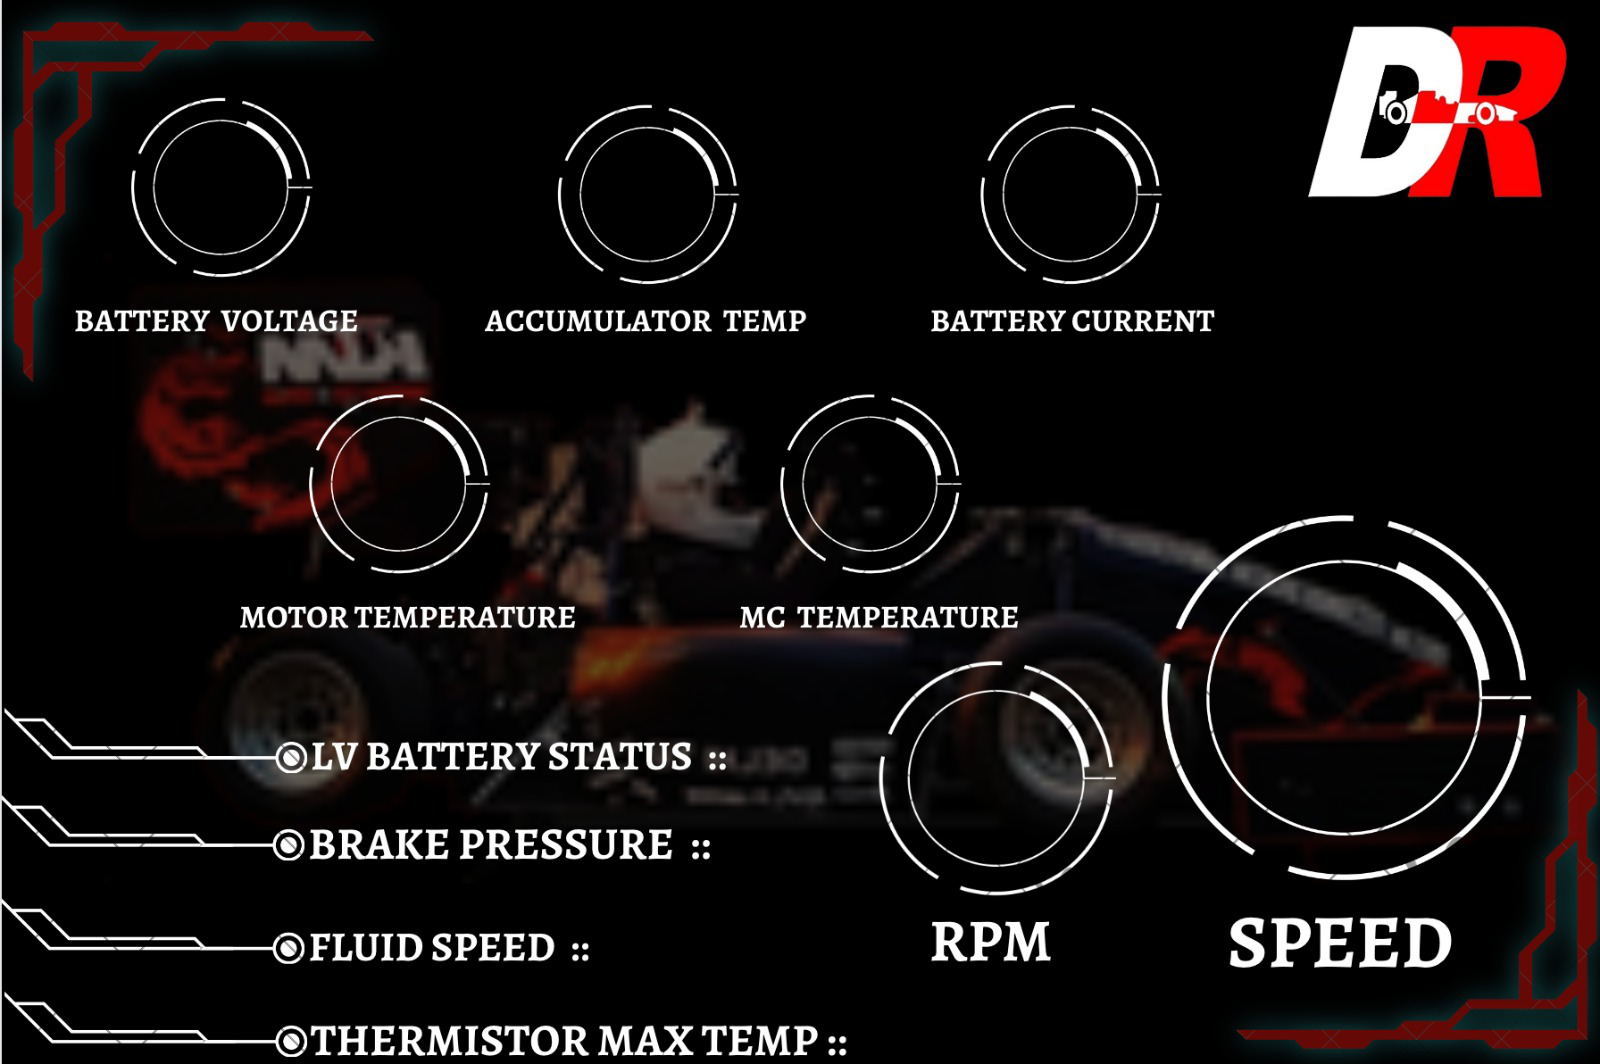 DR
BATTERY VOLTAGE
ACCUMULATOR TEMP
BATTERY CURRENT
MOTOR TEMPERATURE
MC TEMPERATURE
LV BATTERY STATUS ::
BRAKE PRESSURE ::
FLUID SPEED ::
THERMISTOR MAX TEMP ::
RPM
SPEED